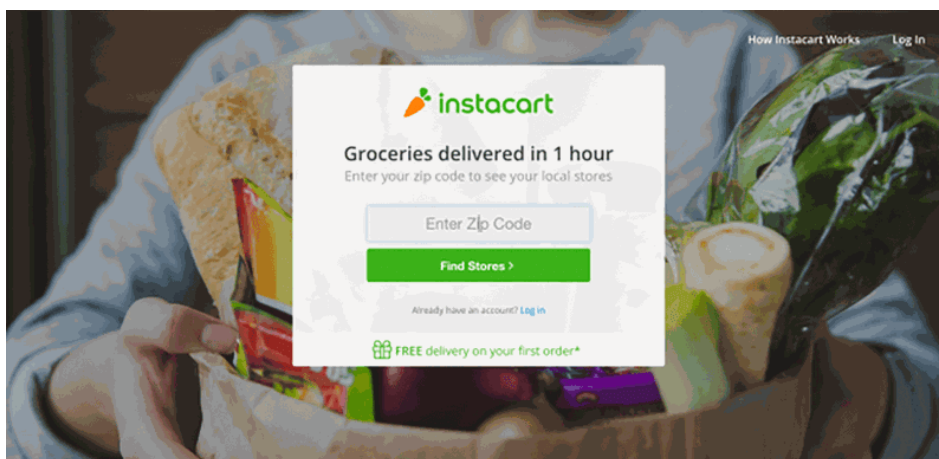 How Instacart Works
Log In
instacart
Groceries delivered in 1 hour
Enter your zip code to see your local stores
Enter Zip Code
Find Stores >
Already have an account? Log in
FREE delivery on your first order*